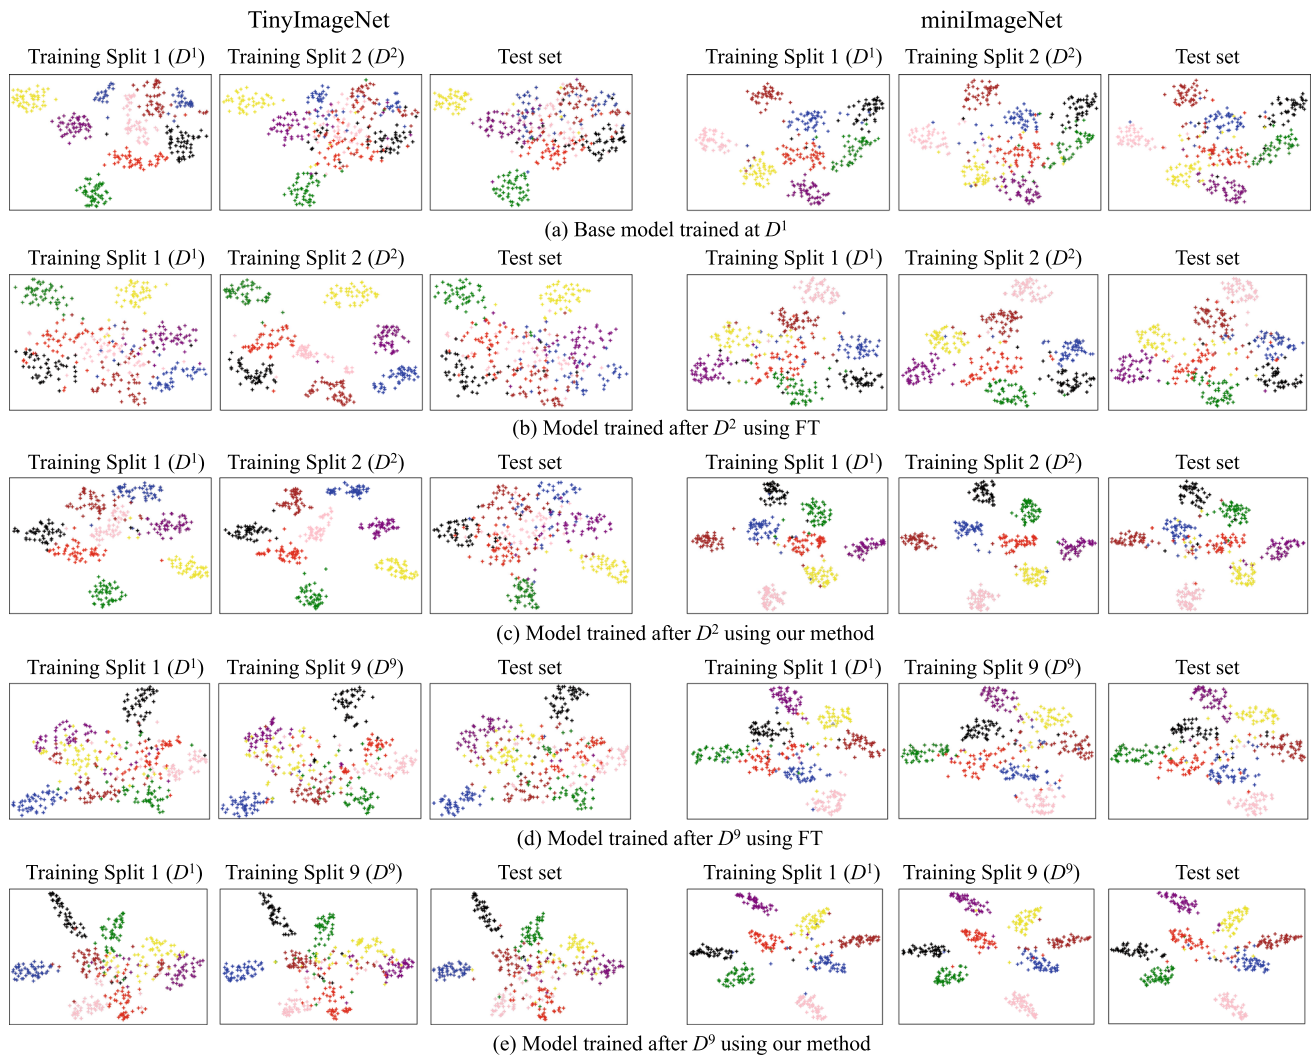 TinyImageNet miniImageNet
Training Split 1 (D¹) Training Split 2 (D²) Test set Training Split 1 (D¹) Training Split 2 (D²) Test set
(a) Base model trained at D¹
Training Split 1 (D¹) Training Split 2 (D²) Test set Training Split 1 (D¹) Training Split 2 (D²) Test set
(b) Model trained after D² using FT
Training Split 1 (D¹) Training Split 2 (D²) Test set Training Split 1 (D¹) Training Split 2 (D²) Test set
(c) Model trained after D² using our method
Training Split 1 (D¹) Training Split 9 (D⁹) Test set Training Split 1 (D¹) Training Split 9 (D⁹) Test set
(d) Model trained after D⁹ using FT
Training Split 1 (D¹) Training Split 9 (D⁹) Test set Training Split 1 (D¹) Training Split 9 (D⁹) Test set
(e) Model trained after D⁹ using our method